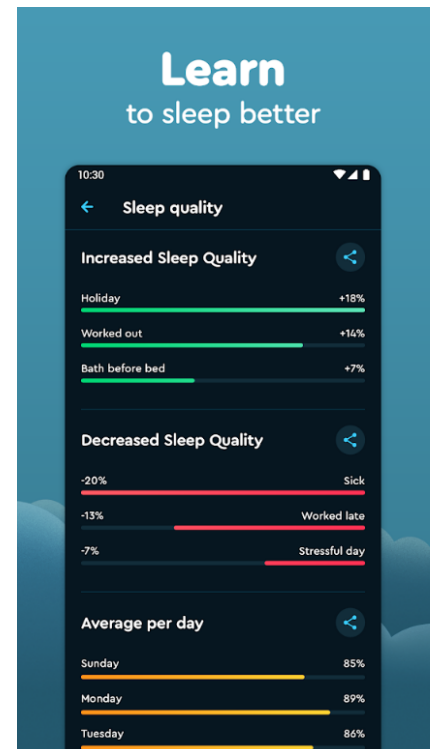 Learn
to sleep better
10:30
Sleep quality
Increased Sleep Quality
Holiday +18%
Worked out +14%
Bath before bed +7%
Decreased Sleep Quality
-20% Sick
-13% Worked late
-7% Stressful day
Average per day
Sunday 85%
Monday 89%
Tuesday 86%